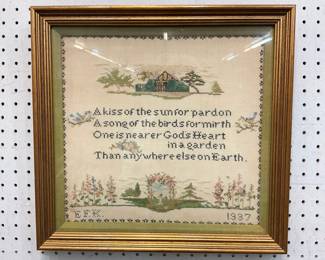 A kiss of the sun for pardon
A song of the birds for mirth
One is nearer God's Heart
in a garden
Than anywhere else on Earth.
E.F.K. 1937